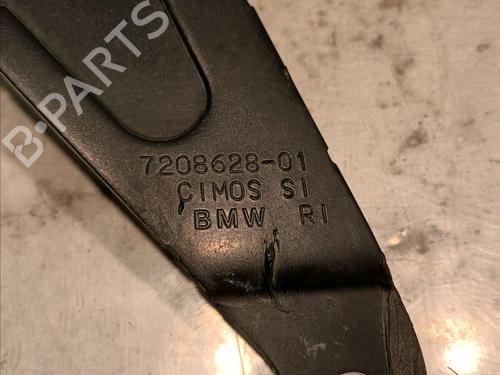 B-PARTS
7208628-01
CIMOS SI
BMW RI